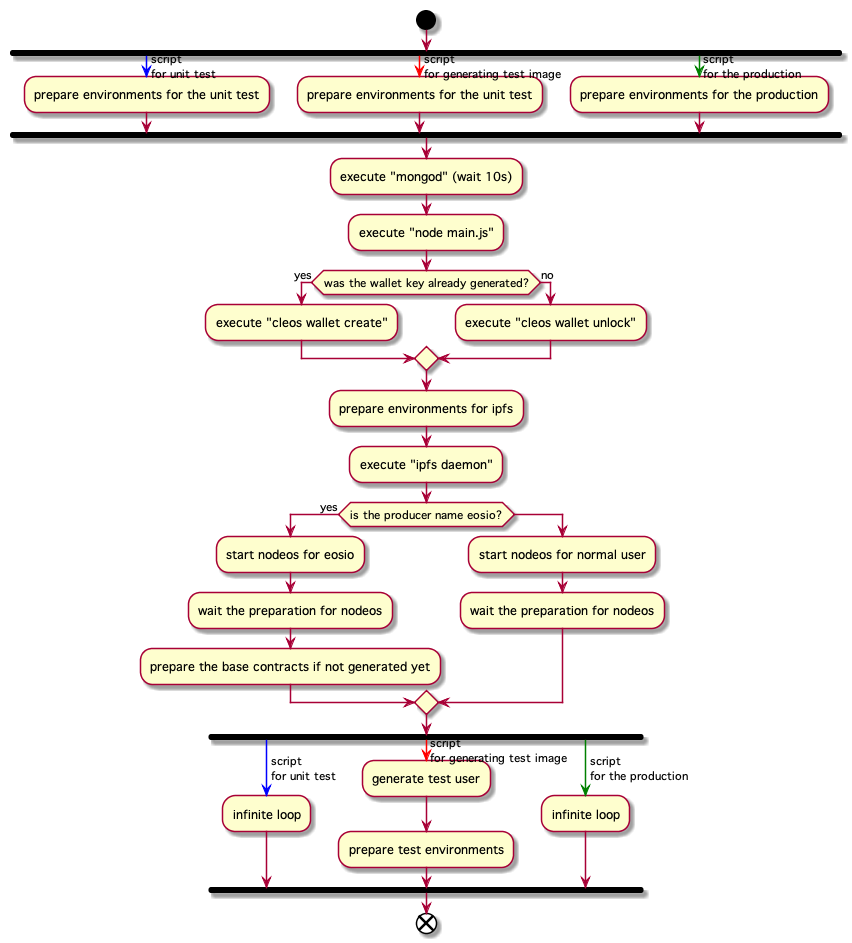 script
for unit test
script
for generating test image
script
for the production
prepare environments for the unit test
prepare environments for the unit test
prepare environments for the production
execute "mongod" (wait 10s)
execute "node main.js"
yes
was the wallet key already generated?
no
execute "cleos wallet create"
execute "cleos wallet unlock"
prepare environments for ipfs
execute "ipfs daemon"
yes
is the producer name eosio?
start nodeos for eosio
start nodeos for normal user
wait the preparation for nodeos
wait the preparation for nodeos
prepare the base contracts if not generated yet
script
for generating test image
script
for unit test
script
for the production
generate test user
infinite loop
infinite loop
prepare test environments